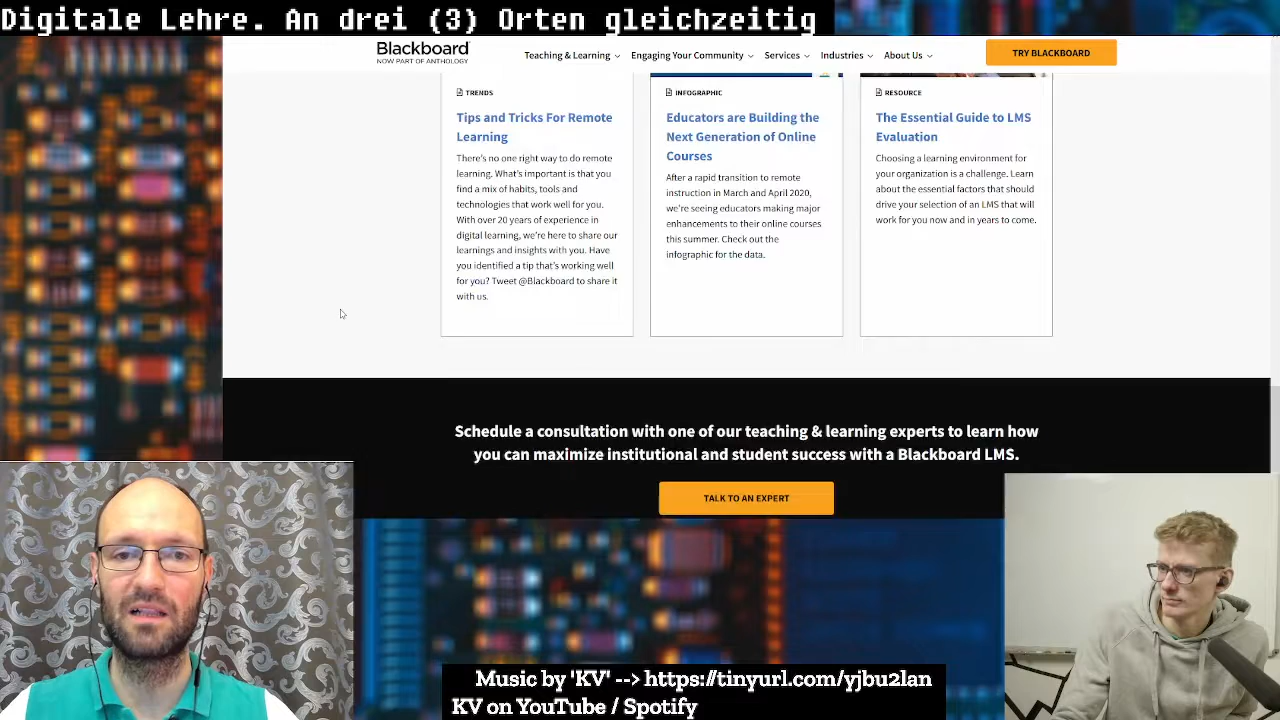 Digitale Lehre. An drei (3) Orten gleichzeitig
Blackboard
NOW PART OF ANTHOLOGY
Teaching & Learning
Engaging Your Community
Services
Industries
About Us
TRY BLACKBOARD
TRENDS
Tips and Tricks For Remote
Learning
There's no one right way to do remote
learning. What's important is that you
find a mix of habits, tools and
technologies that work well for you.
With over 20 years of experience in
digital learning, we're here to share our
learnings and insights with you. Have
you identified a tip that's working well
for you? Tweet @Blackboard to share it
with us.
INFOGRAPHIC
Educators are Building the
Next Generation of Online
Courses
After a rapid transition to remote
instruction in March and April 2020,
we're seeing educators making major
enhancements to their online courses
this summer. Check out the
infographic for the data.
RESOURCE
The Essential Guide to LMS
Evaluation
Choosing a learning environment for
your organization is a challenge. Learn
about the essential factors that should
drive your selection of an LMS that will
work for you now and in years to come.
Schedule a consultation with one of our teaching & learning experts to learn how
you can maximize institutional and student success with a Blackboard LMS.
TALK TO AN EXPERT
Music by 'KV' --> https://tinyurl.com/yjbu2lan
KV on YouTube / Spotify